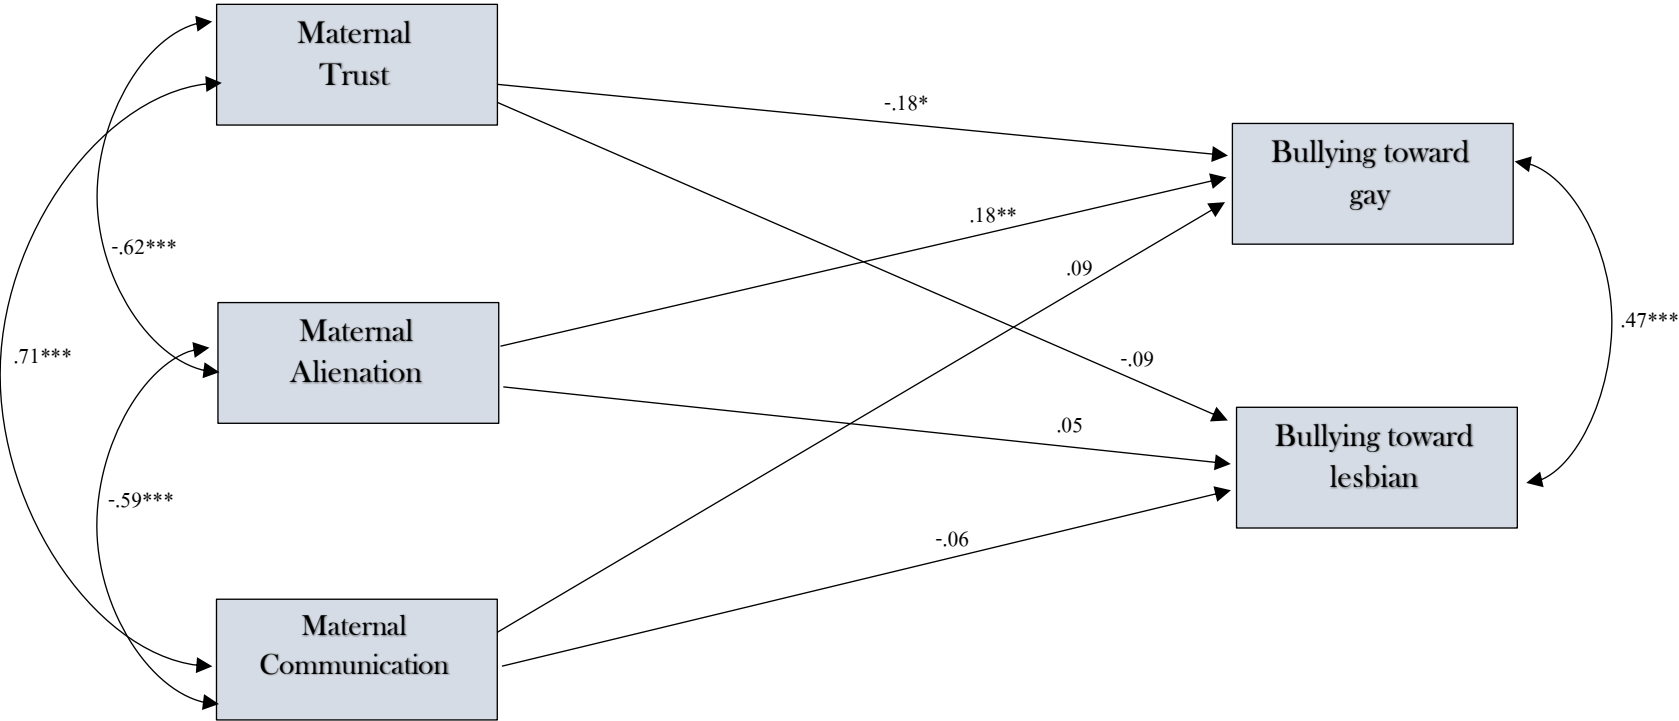 Maternal
Trust
-.18*
Bullying toward
gay
.18**
-.62***
.09
Maternal
Alienation
.47***
.71***
-.09
Bullying toward
lesbian
.05
-.59***
-.06
Maternal
Communication